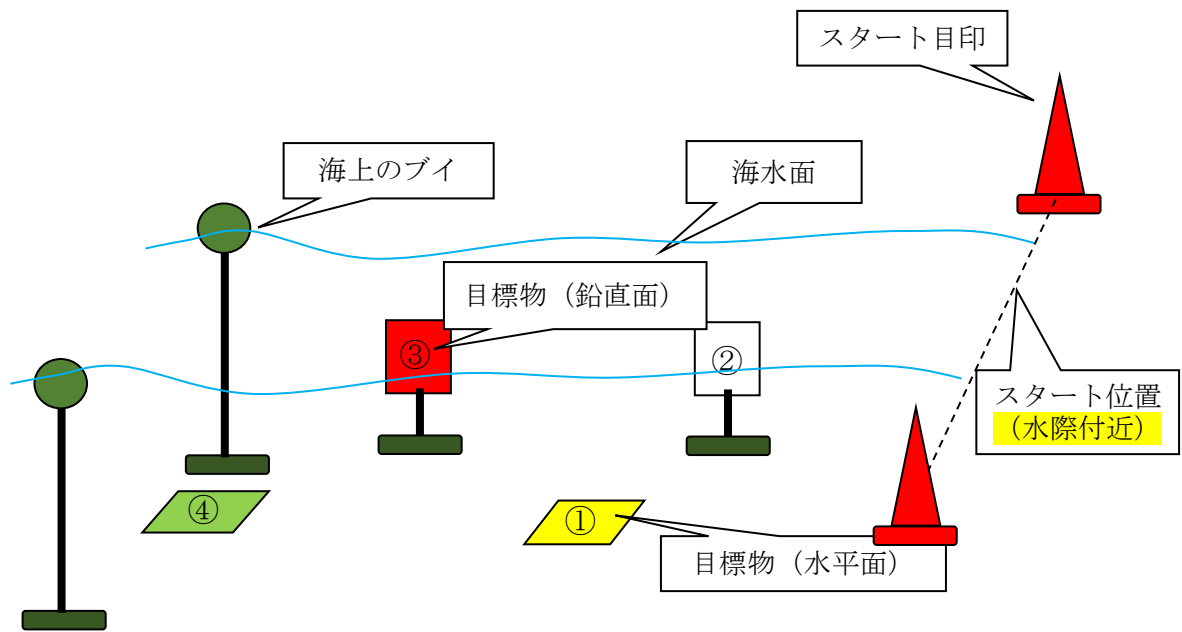 スタート目印
海上のブイ
海水面
目標物（鉛直面）
③
②
スタート位置
（水際付近）
④
①
目標物（水平面）